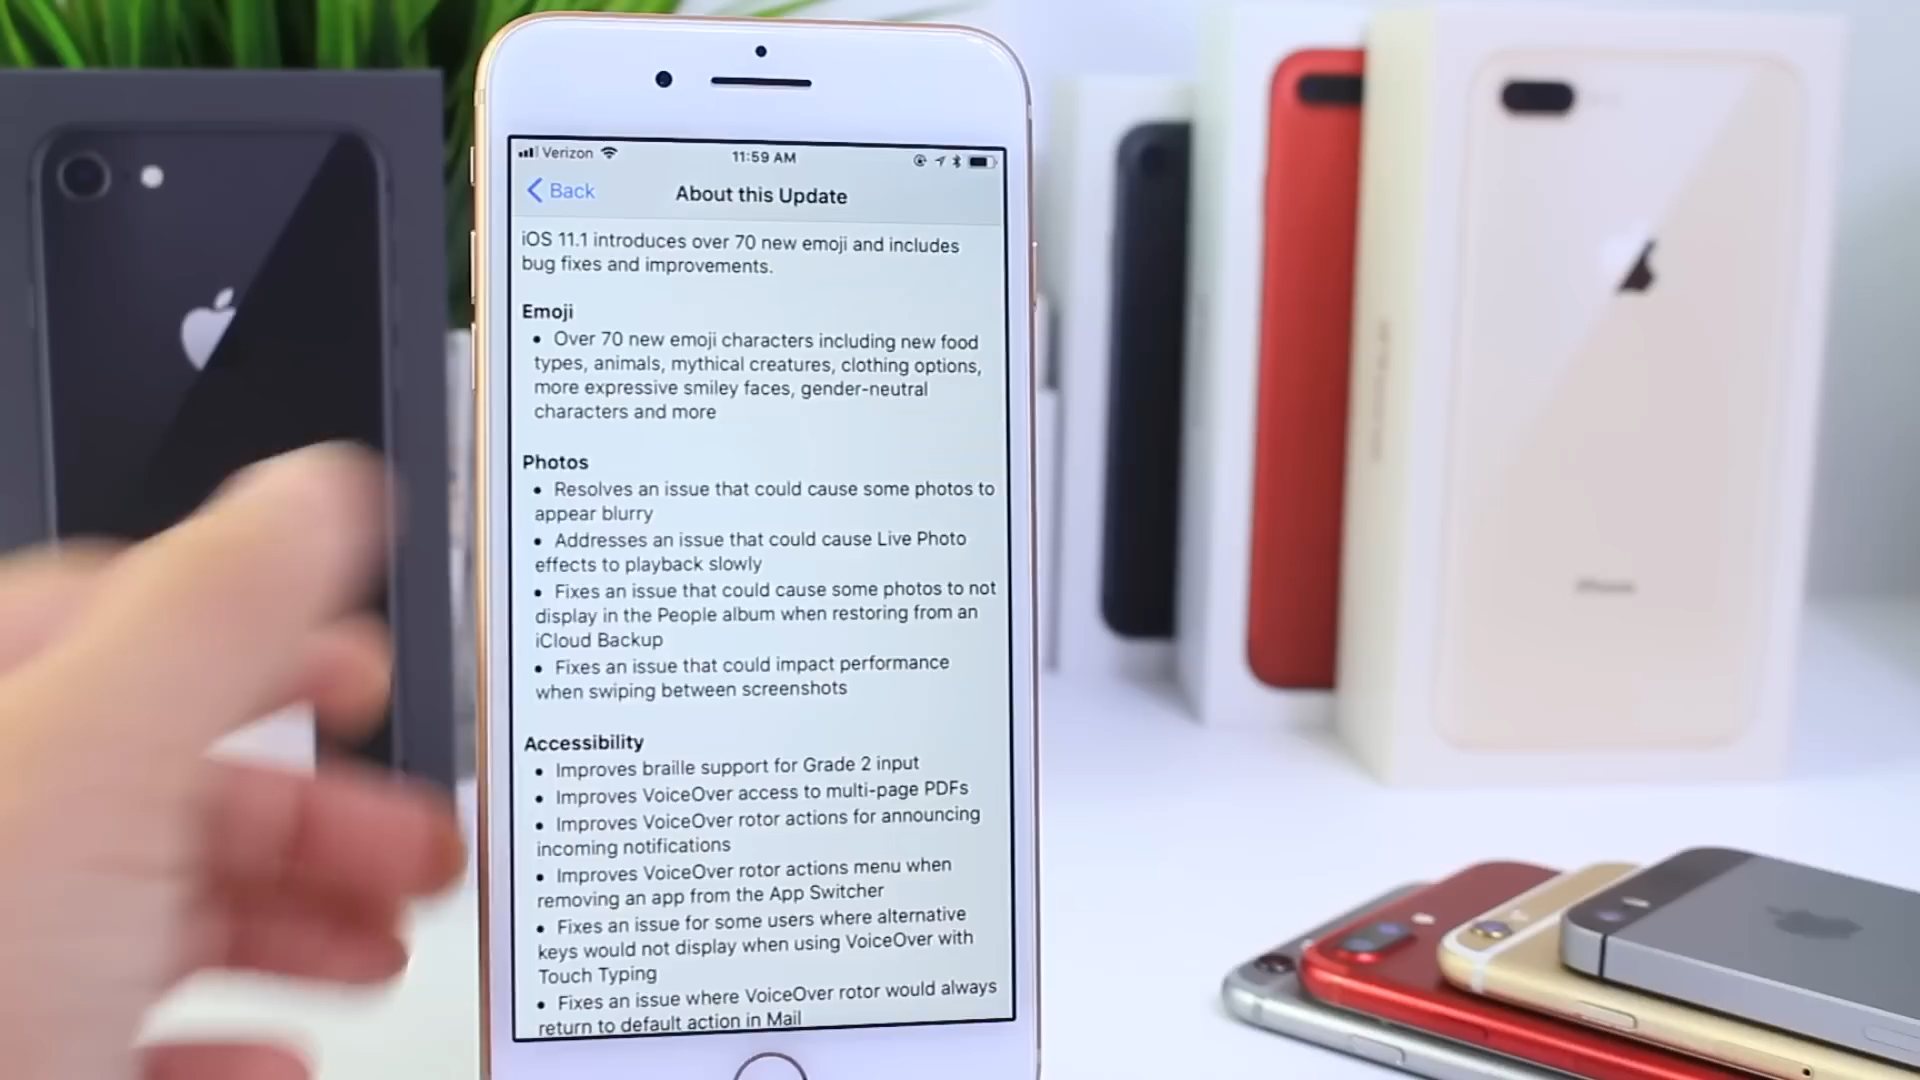 Verizon
11:59 AM
Back
About this Update
iOS 11.1 introduces over 70 new emoji and includes
bug fixes and improvements.
Emoji
• Over 70 new emoji characters including new food
types, animals, mythical creatures, clothing options,
more expressive smiley faces, gender-neutral
characters and more
Photos
• Resolves an issue that could cause some photos to
appear blurry
• Addresses an issue that could cause Live Photo
effects to playback slowly
• Fixes an issue that could cause some photos to not
display in the People album when restoring from an
iCloud Backup
• Fixes an issue that could impact performance
when swiping between screenshots
Accessibility
• Improves braille support for Grade 2 input
• Improves VoiceOver access to multi-page PDFs
• Improves VoiceOver rotor actions for announcing
incoming notifications
• Improves VoiceOver rotor actions menu when
removing an app from the App Switcher
• Fixes an issue for some users where alternative
keys would not display when using VoiceOver with
Touch Typing
• Fixes an issue where VoiceOver rotor would always
return to default action in Mail
iPhone